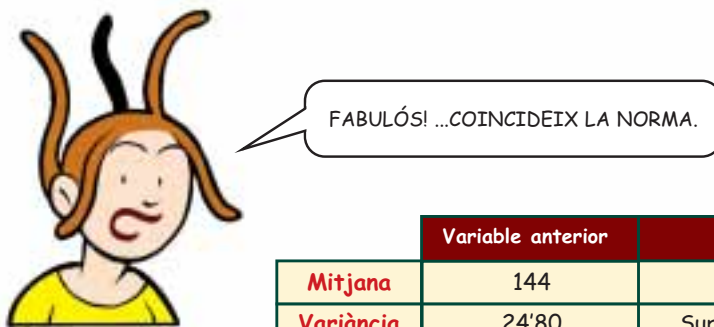 FABULÓS! ...COINCIDEIX LA NORMA.
Variable anterior
Mitjana 144
Variància 24'80